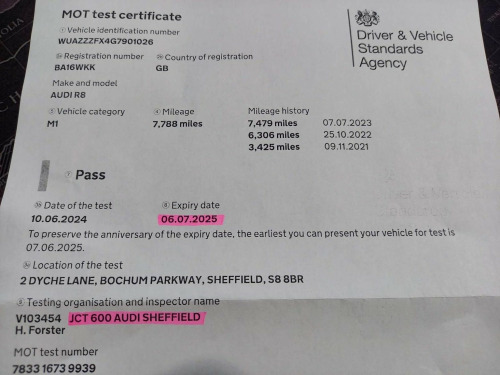 MOT test certificate
① Vehicle identification number
WUAZZZFX4G7901026
Registration number
Country of registration
BA16WKK
GB
Make and model
AUDI R8
Vehicle category
④ Mileage
Mileage history
M1
7,788 miles
7,479 miles 07.07.2023
6,306 miles 25.10.2022
3,425 miles 09.11.2021
Driver & Vehicle
Standards
Agency
Pass
Date of the test
⑧ Expiry date
10.06.2024
06.07.2025
To preserve the anniversary of the expiry date, the earliest you can present your vehicle for test is
07.06.2025.
Location of the test
2 DYCHE LANE, BOCHUM PARKWAY, SHEFFIELD, S8 8BR
Testing organisation and inspector name
V103454 JCT 600 AUDI SHEFFIELD
H. Forster
MOT test number
7833 1673 9939